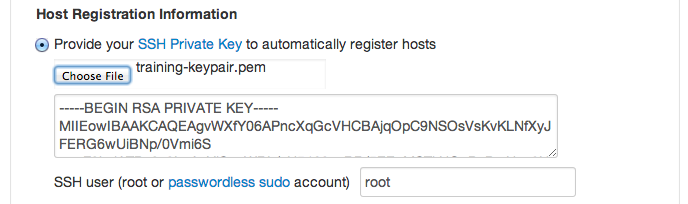 Host Registration Information
Provide your SSH Private Key to automatically register hosts
Choose File training-keypair.pem
-----BEGIN RSA PRIVATE KEY-----
MIIEowIBAAKCAQEAgvWXfY06APncXqGcVHCBAjqOpC9NSOsVsKvKLNfXyJ
FERG6wUiBNp/0Vmi6S
SSH user (root or passwordless sudo account) root